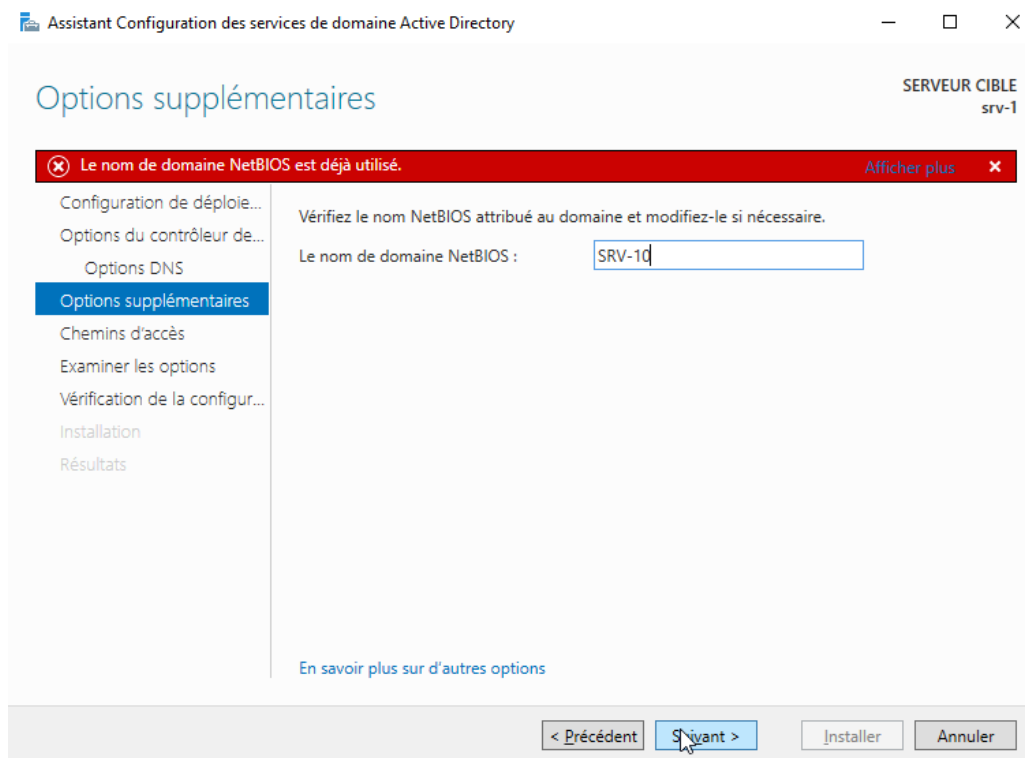 Assistant Configuration des services de domaine Active Directory
Options supplémentaires
SERVEUR CIBLE
srv-1
Le nom de domaine NetBIOS est déjà utilisé.
Afficher plus
Configuration de déploie...
Options du contrôleur de...
Options DNS
Options supplémentaires
Chemins d'accès
Examiner les options
Vérification de la configur...
Installation
Résultats
Vérifiez le nom NetBIOS attribué au domaine et modifiez-le si nécessaire.
Le nom de domaine NetBIOS : SRV-10
En savoir plus sur d'autres options
< Précédent
Suivant >
Installer
Annuler